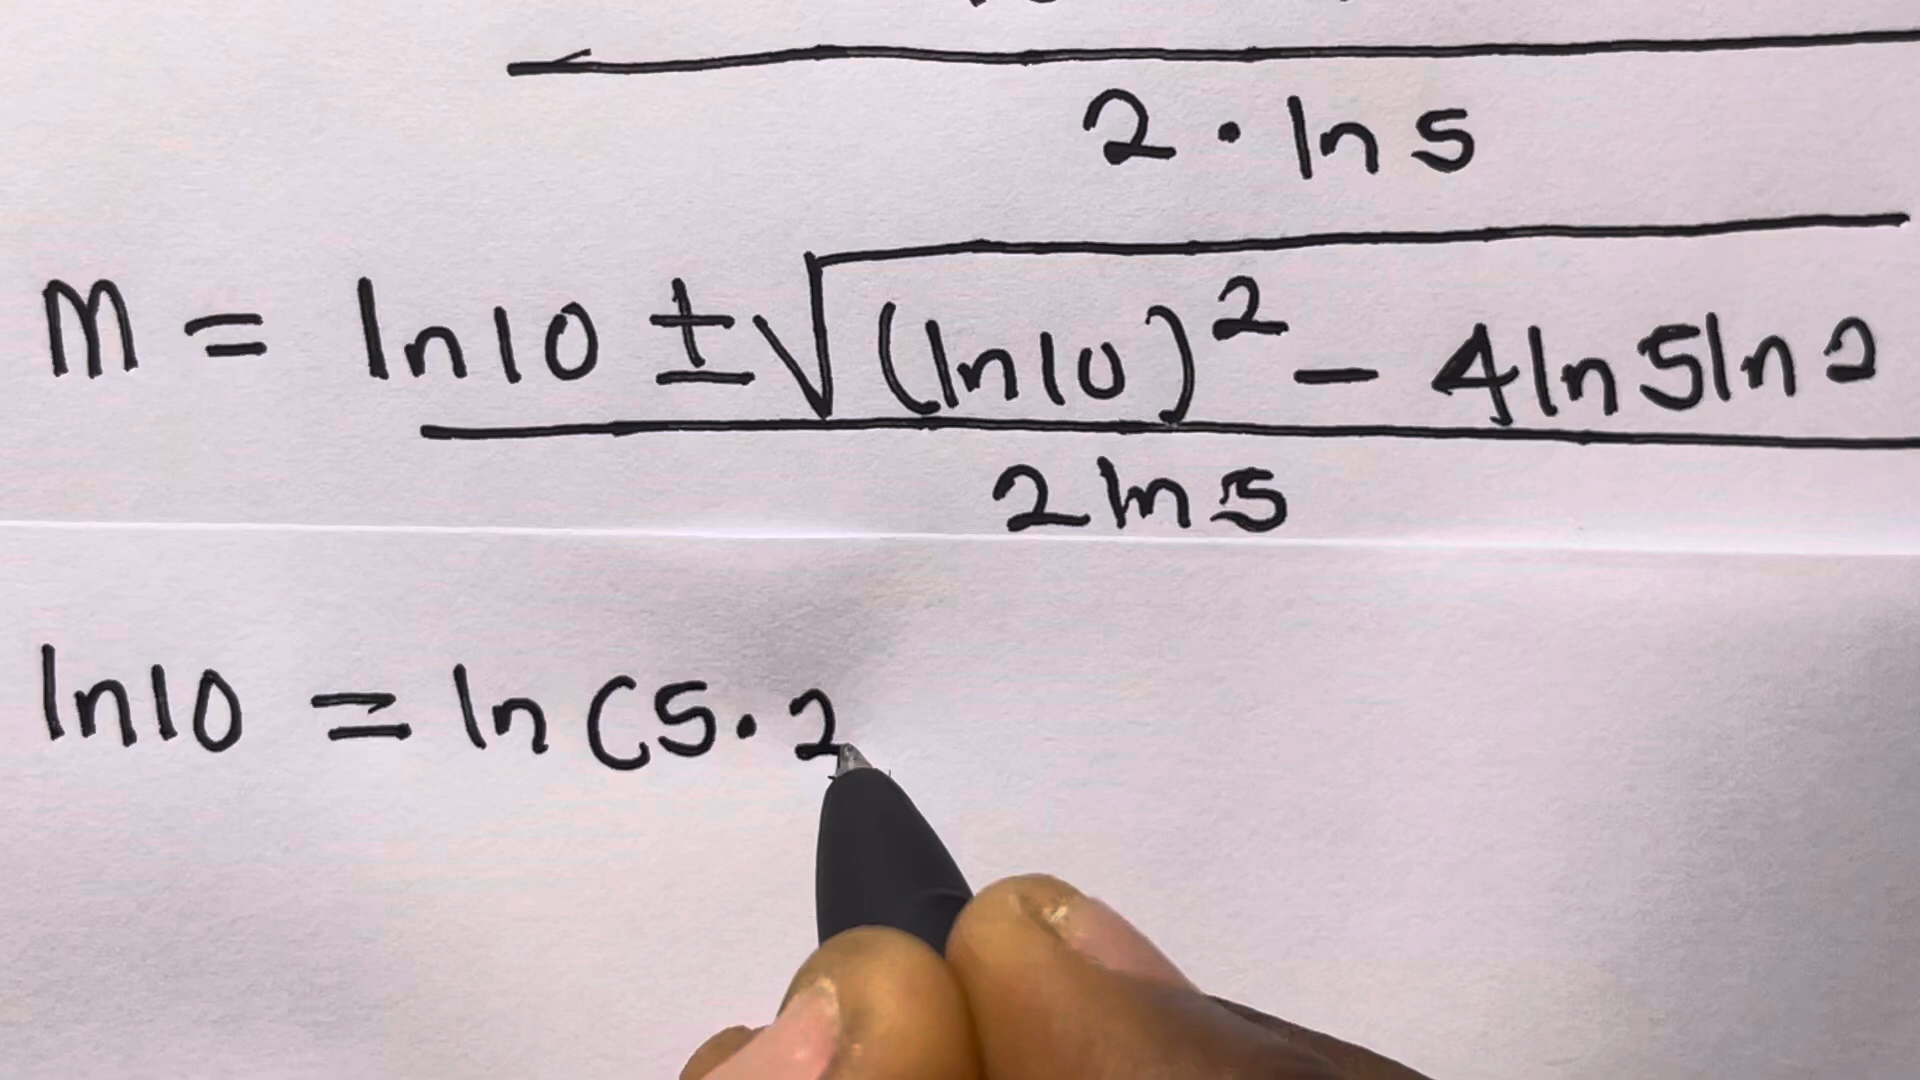 2 · ln 5
m = ln10 ± √(ln10)² - 4ln5ln2
2ln5
ln10 = ln(5·2